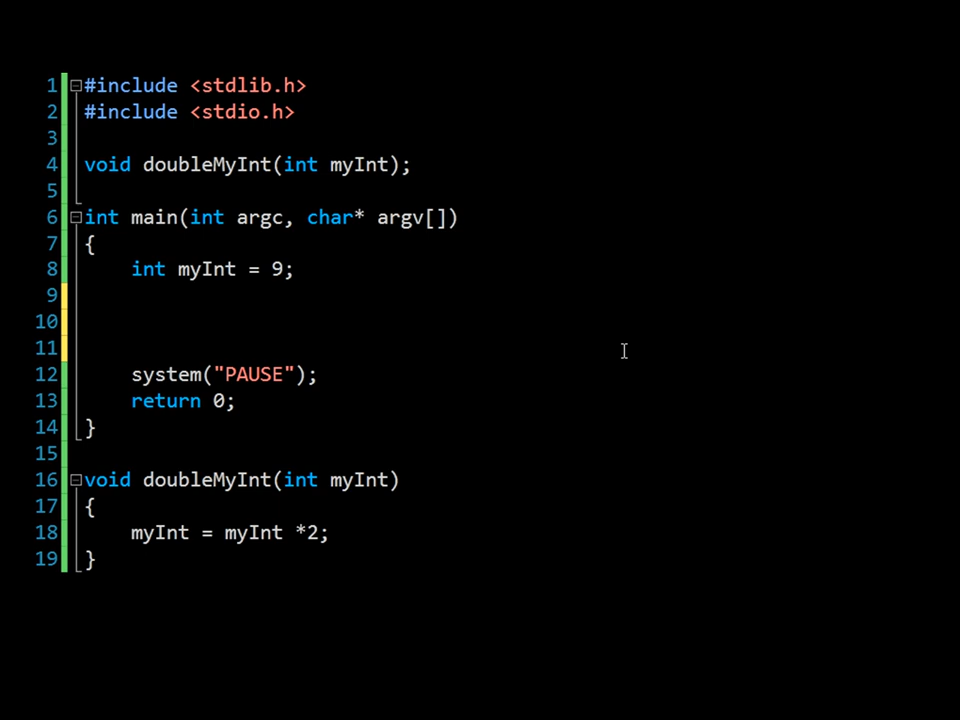 1 #include <stdlib.h>
2 #include <stdio.h>
3
4 void doubleMyInt(int myInt);
5
6 int main(int argc, char* argv[])
7 {
8     int myInt = 9;
9
10
11
12     system("PAUSE");
13     return 0;
14 }
15
16 void doubleMyInt(int myInt)
17 {
18     myInt = myInt *2;
19 }